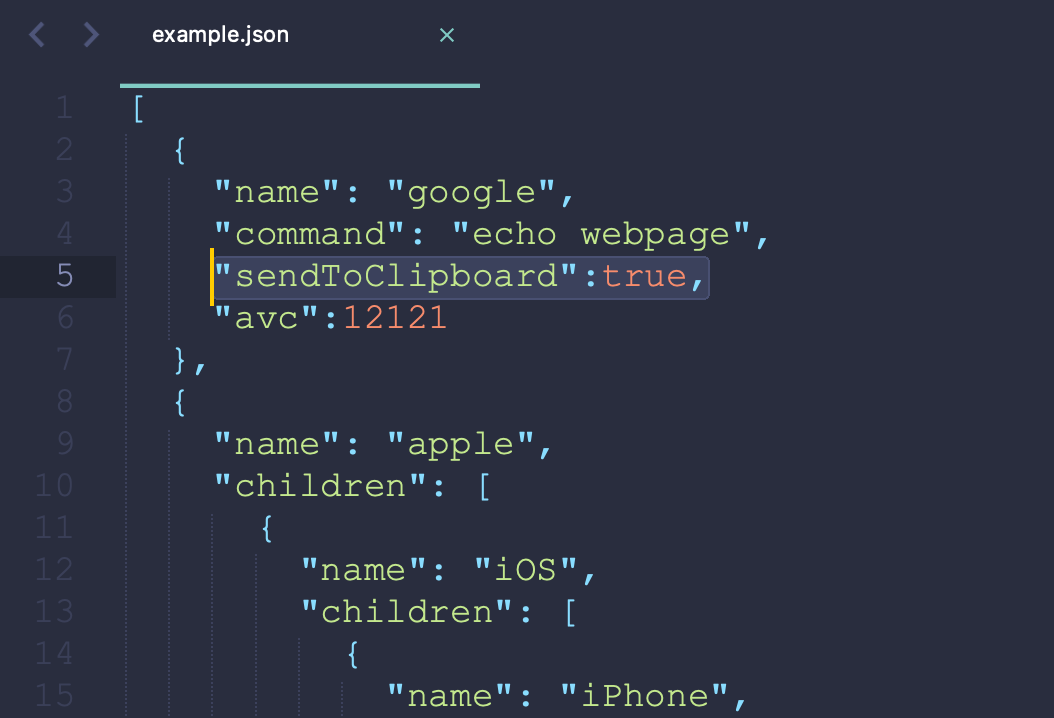 example.json
1 [
2 {
3 "name": "google",
4 "command": "echo webpage",
5 "sendToClipboard":true,
6 "avc":12121
7 },
8 {
9 "name": "apple",
10 "children": [
11 {
12 "name": "iOS",
13 "children": [
14 {
15 "name": "iPhone",